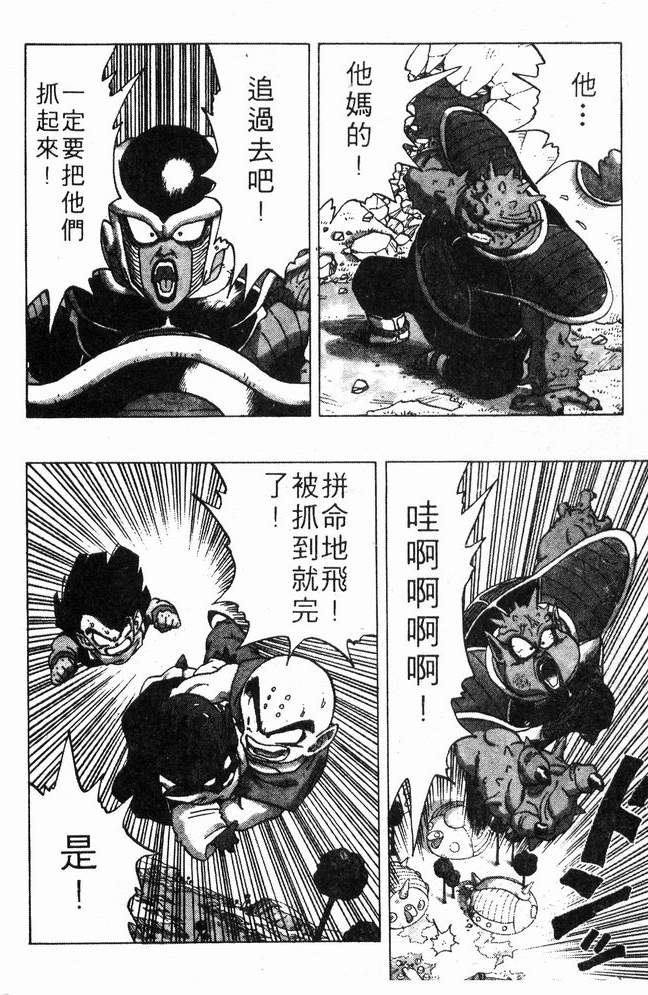 他…
他媽的！
追過去吧！
一定要把他們
抓起來！
哇啊啊啊啊！
ドンッ
拼命地飛！
被抓到就完
了！
是！